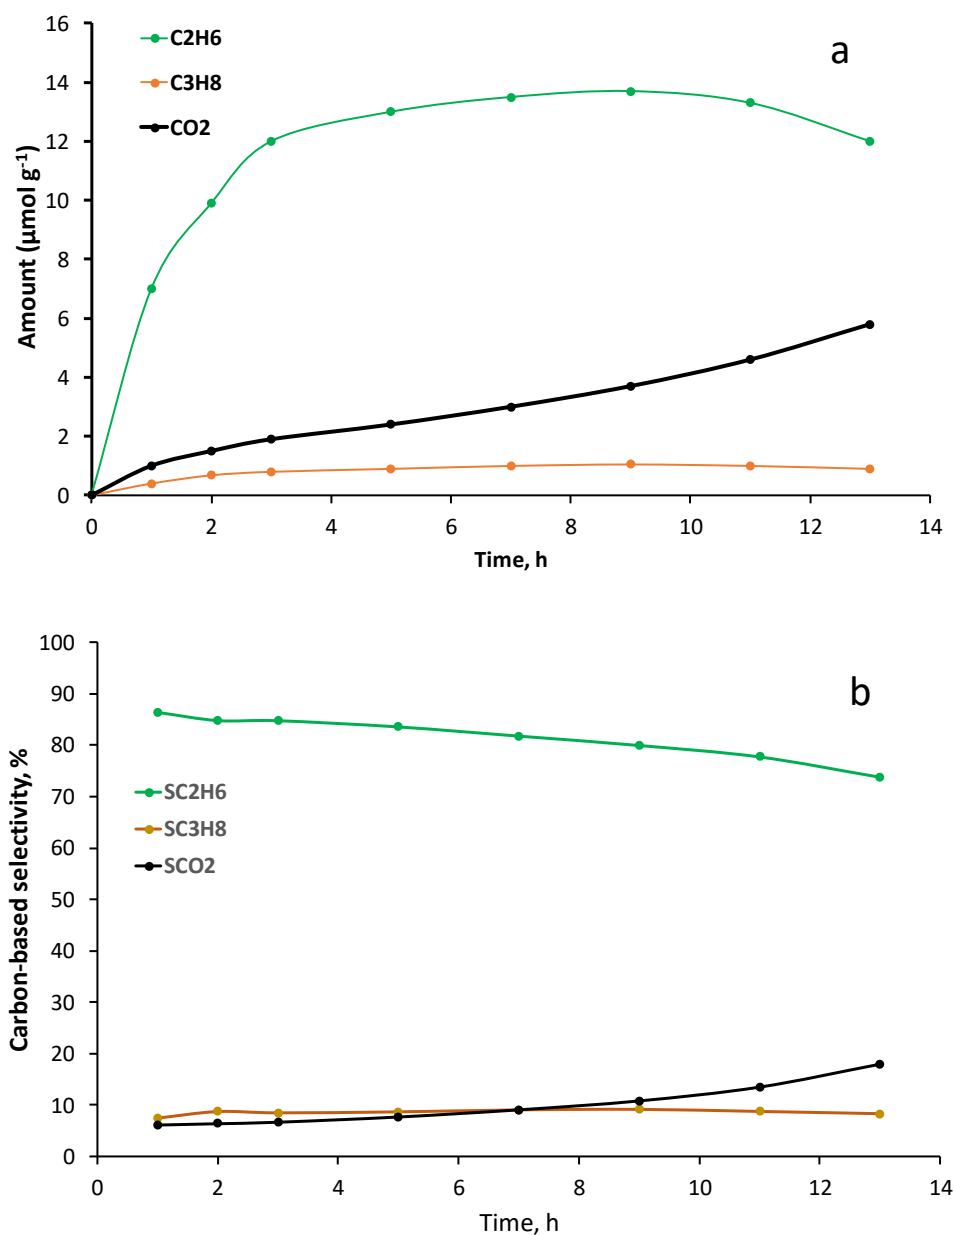 16
14
12
10
8
6
4
2
0
Amount (µmol g-1)
C2H6
C3H8
CO2
a
0 2 4 6 8 10 12 14
Time, h
100
90
80
70
60
50
40
30
20
10
0
Carbon-based selectivity, %
b
SC2H6
SC3H8
SCO2
0 2 4 6 8 10 12 14
Time, h